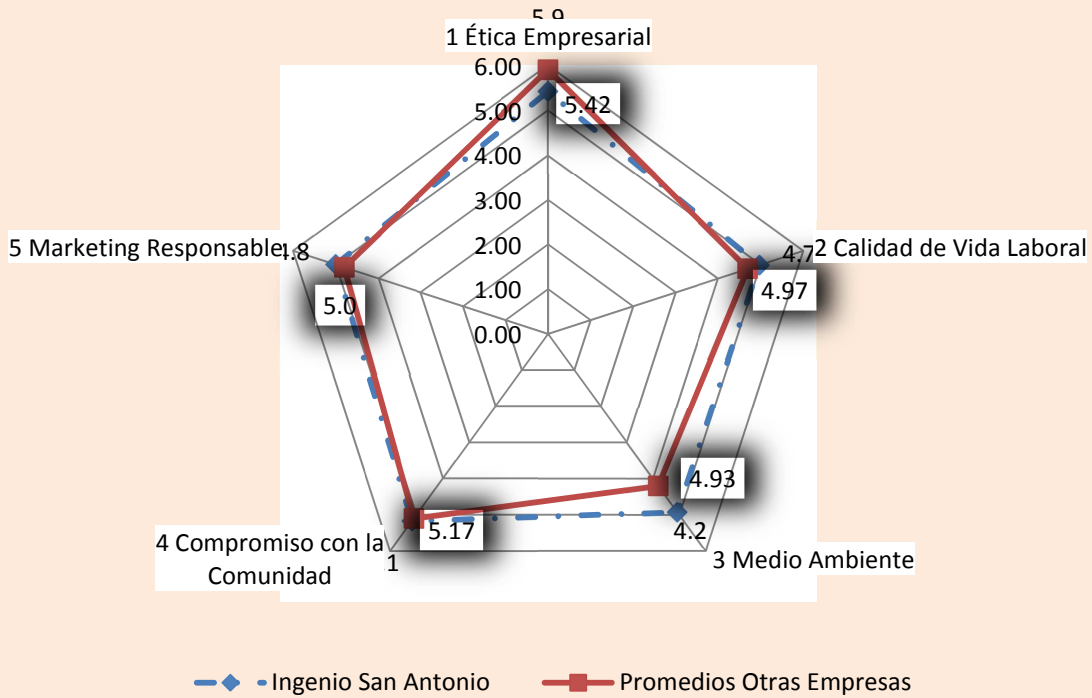 5.9
1 Ética Empresarial
6.00
5.42
5.00
4.00
3.00
2.00
1.00
0.00
5 Marketing Responsable
4.8
5.0
4.7
2 Calidad de Vida Laboral
4.97
4.93
4.2
3 Medio Ambiente
5.17
4 Compromiso con la
Comunidad
1
Ingenio San Antonio
Promedios Otras Empresas